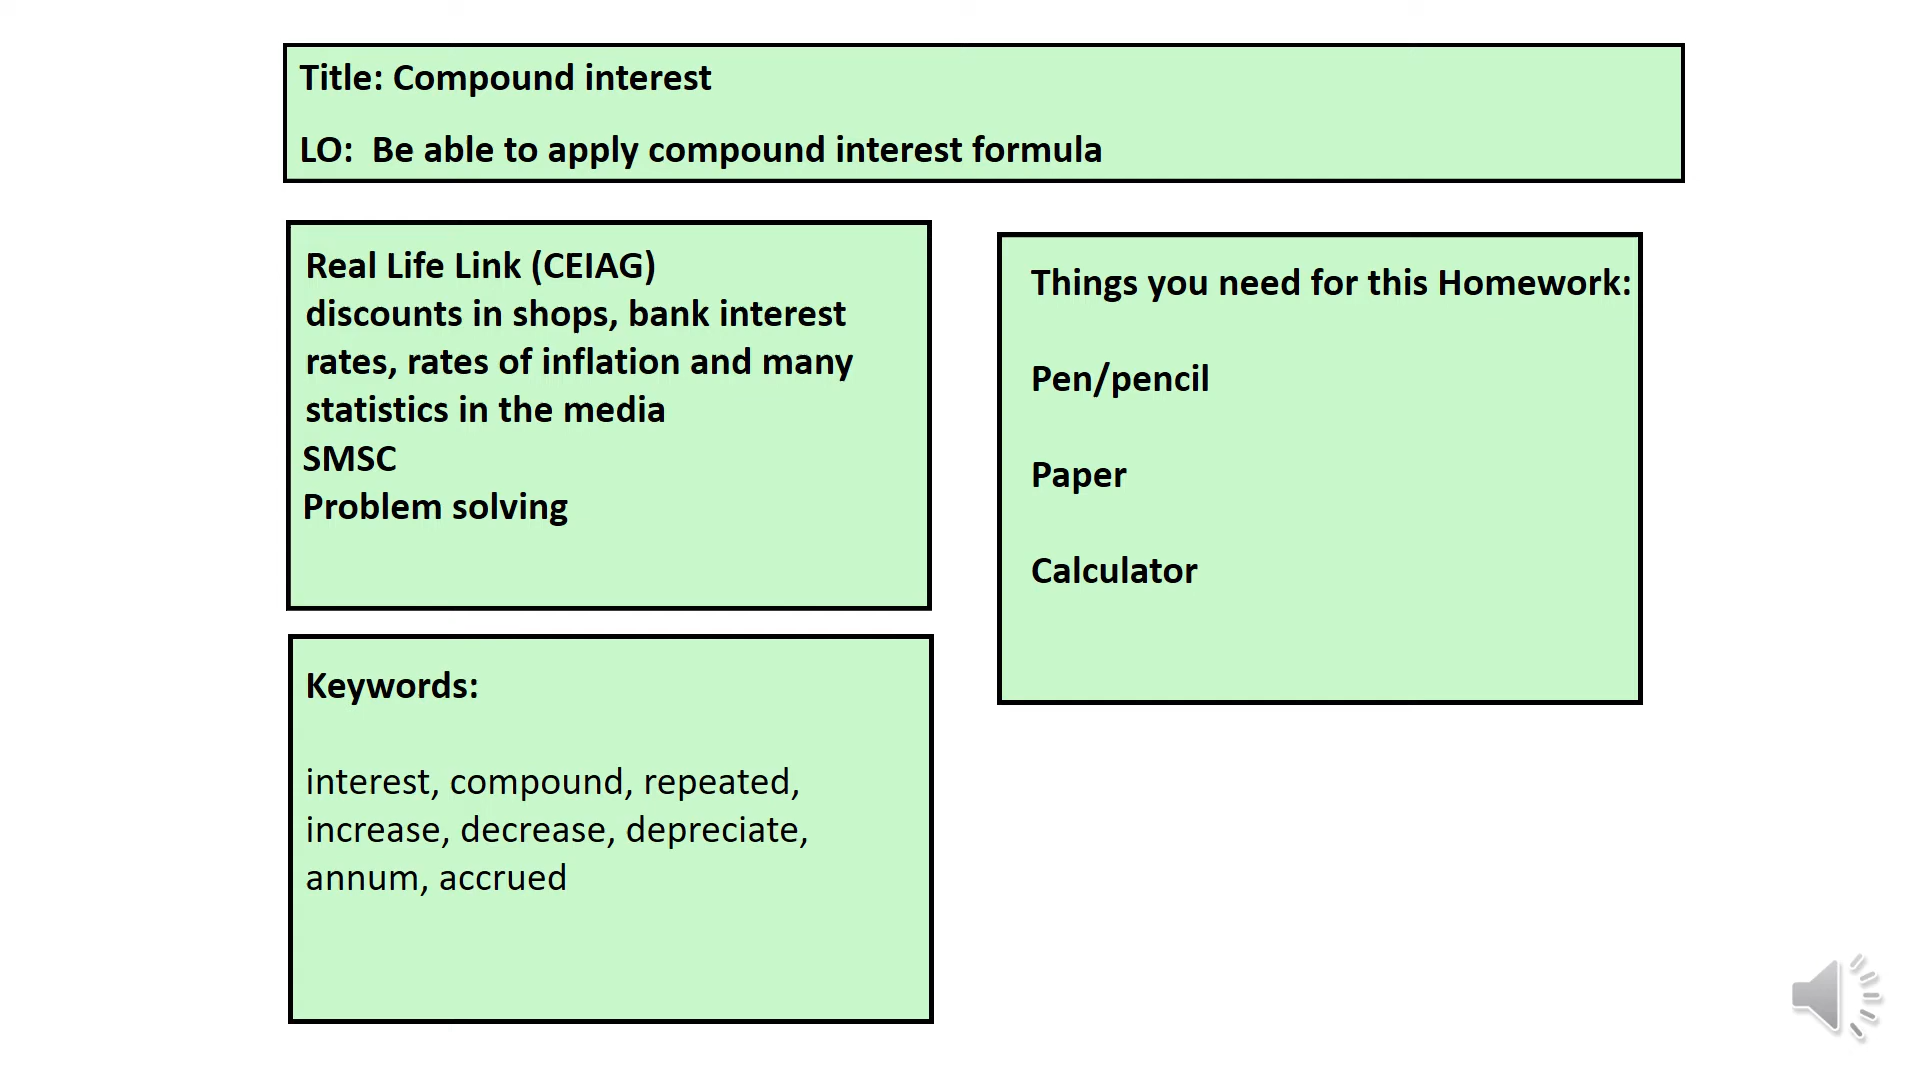 Title: Compound interest
LO: Be able to apply compound interest formula
Real Life Link (CEIAG)
discounts in shops, bank interest
rates, rates of inflation and many
statistics in the media
SMSC
Problem solving
Things you need for this Homework:
Pen/pencil
Paper
Calculator
Keywords:
interest, compound, repeated,
increase, decrease, depreciate,
annum, accrued